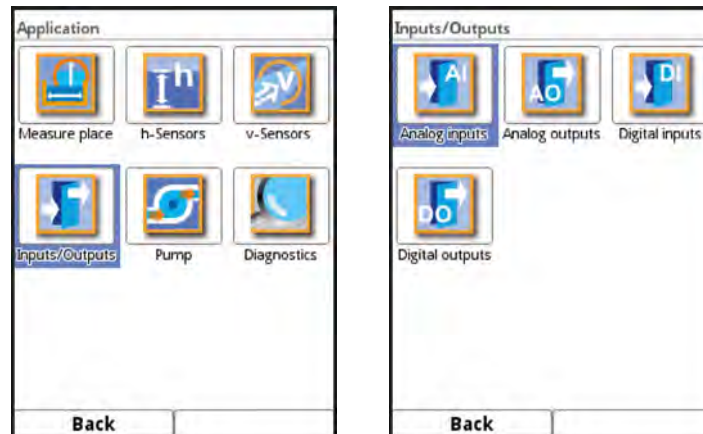 Application
h
v
Measure place h-Sensors v-Sensors
Inputs/Outputs Pump Diagnostics
Back
Inputs/Outputs
AI
AO
DI
Analog inputs Analog outputs Digital inputs
DO
Digital outputs
Back